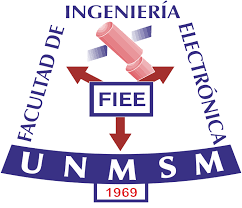 FACULTAD DE
INGENIERÍA
ELECTRÓNICA
FIEE
UNMSM
1969